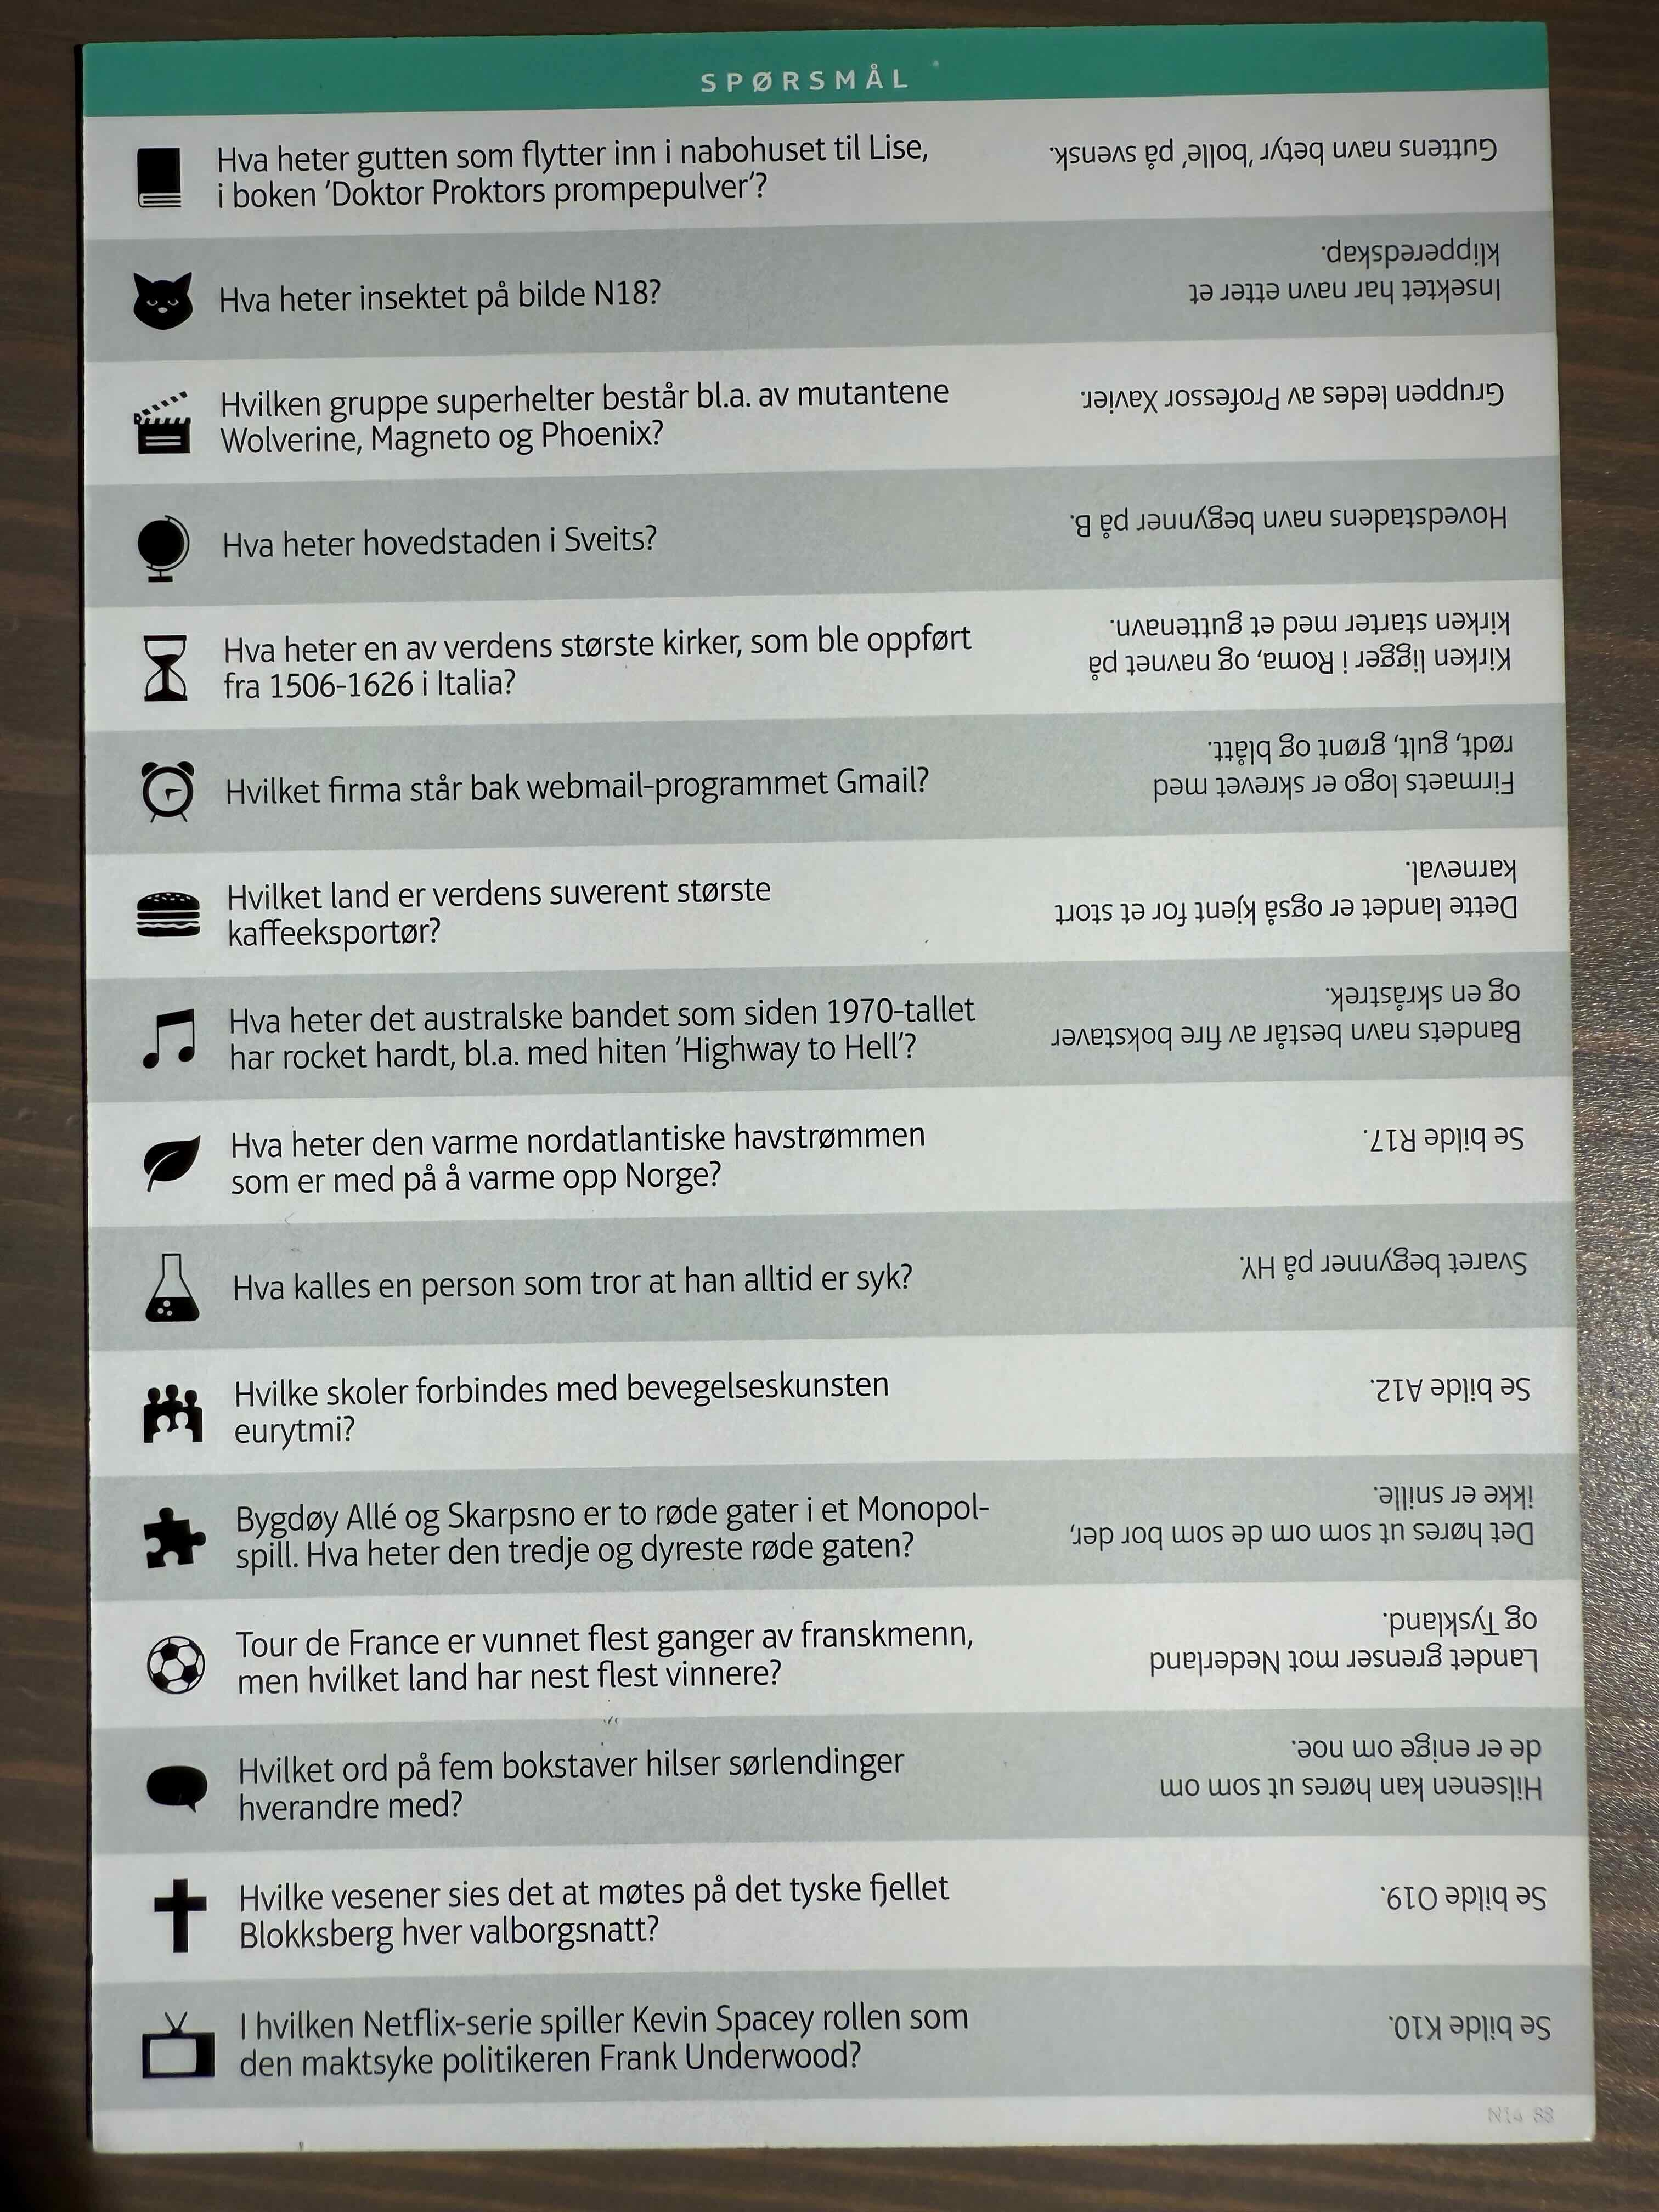 SPØRSMÅL
Hva heter gutten som flytter inn i nabohuset til Lise,
i boken ’Doktor Proktors prompepulver’?
Guttens navn betyr ’bolle’ på svensk.
Hva heter insektet på bilde N18?
Insektet har navn etter et
klipperedskap.
Hvilken gruppe superhelter består bl.a. av mutantene
Wolverine, Magneto og Phoenix?
Gruppen ledes av Professor Xavier.
Hva heter hovedstaden i Sveits?
Hovedstadens navn begynner på B.
Hva heter en av verdens største kirker, som ble oppført
fra 1506-1626 i Italia?
Kirken ligger i Roma, og navnet på
kirken starter med et guttenavn.
Hvilket firma står bak webmail-programmet Gmail?
Firmaets logo er skrevet med
rødt, gult, grønt og blått.
Hvilket land er verdens suverent største
kaffeeksportør?
Dette landet er også kjent for et stort
karneval.
Hva heter det australske bandet som siden 1970-tallet
har rocket hardt, bl.a. med hiten ’Highway to Hell’?
Bandets navn består av fire bokstaver
og en skråstrek.
Hva heter den varme nordatlantiske havstrømmen
som er med på å varme opp Norge?
Se bilde R17.
Hva kalles en person som tror at han alltid er syk?
Svaret begynner på HY.
Hvilke skoler forbindes med bevegelseskunsten
eurytmi?
Se bilde A12.
Bygdøy Allé og Skarpsno er to røde gater i et Monopol-
spill. Hva heter den tredje og dyreste røde gaten?
Det høres ut som om de som bor der,
ikke er snille.
Tour de France er vunnet flest ganger av franskmenn,
men hvilket land har nest flest vinnere?
Landet grenser mot Nederland
og Tyskland.
Hvilket ord på fem bokstaver hilser sørlendinger
hverandre med?
Hilsenen kan høres ut som om
de er enige om noe.
Hvilke vesener sies det at møtes på det tyske fjellet
Blokksberg hver valborgsnatt?
Se bilde O19.
I hvilken Netflix-serie spiller Kevin Spacey rollen som
den maktsyke politikeren Frank Underwood?
Se bilde K10.
88